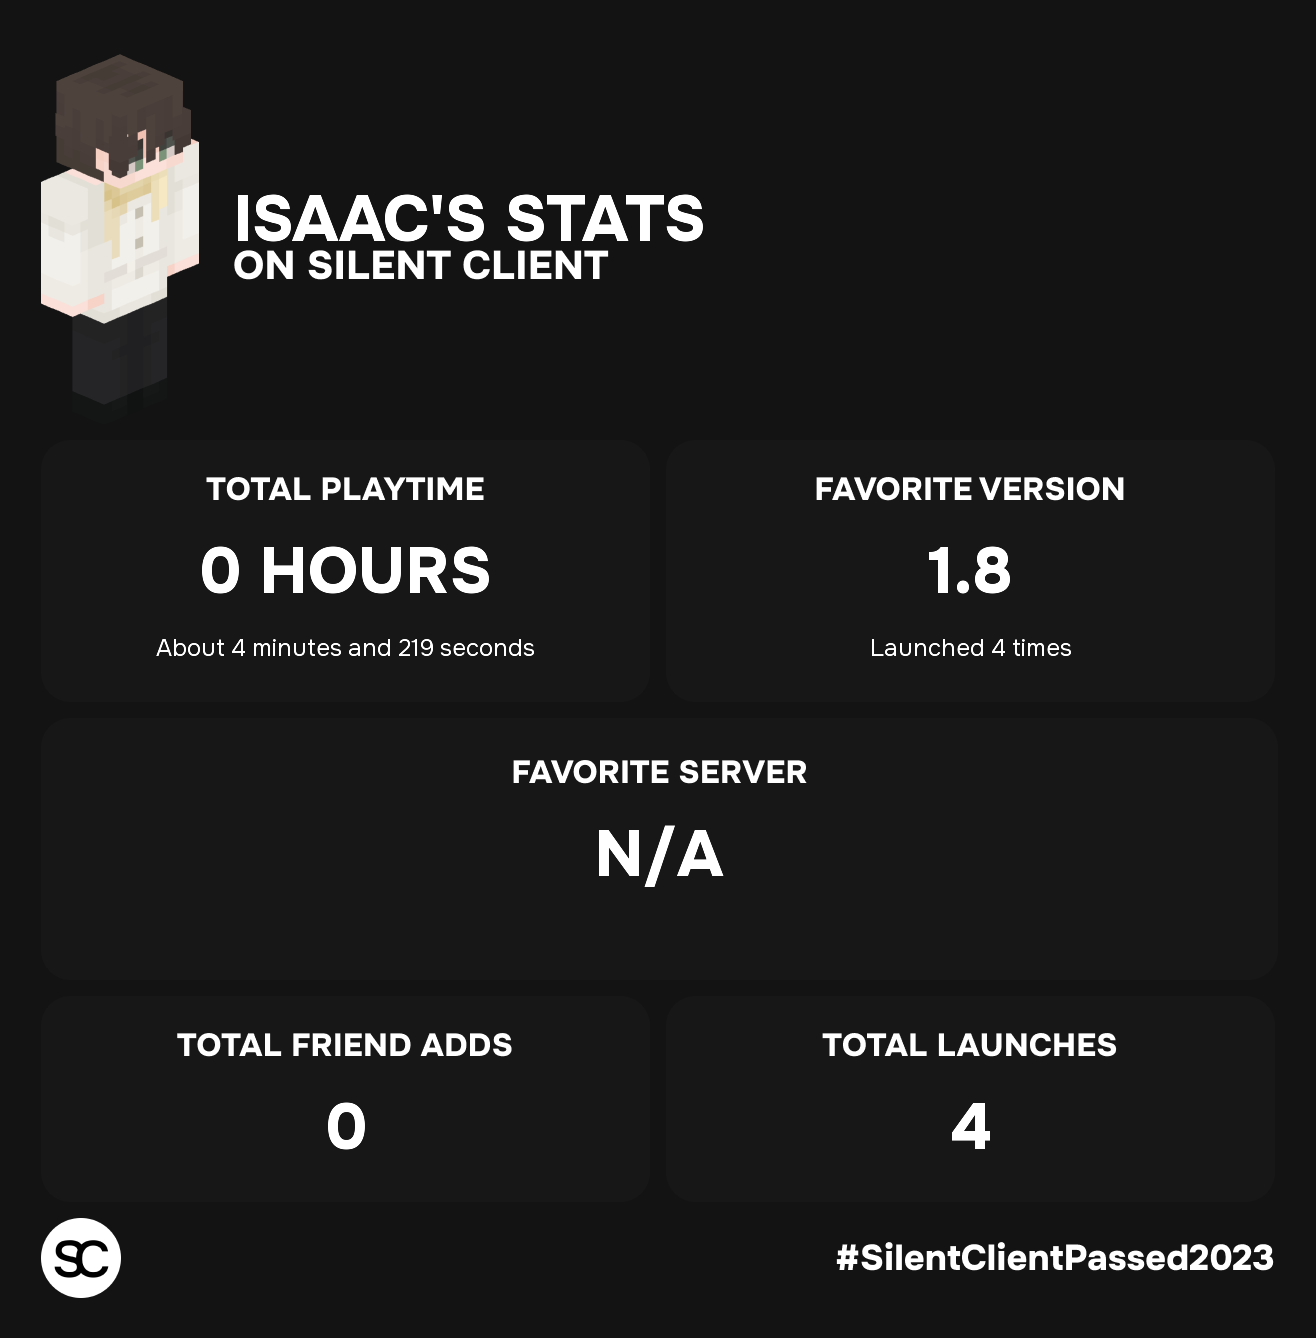 ISAAC'S STATS
ON SILENT CLIENT
TOTAL PLAYTIME
0 HOURS
About 4 minutes and 219 seconds
FAVORITE VERSION
1.8
Launched 4 times
FAVORITE SERVER
N/A
TOTAL FRIEND ADDS
0
TOTAL LAUNCHES
4
SC
#SilentClientPassed2023